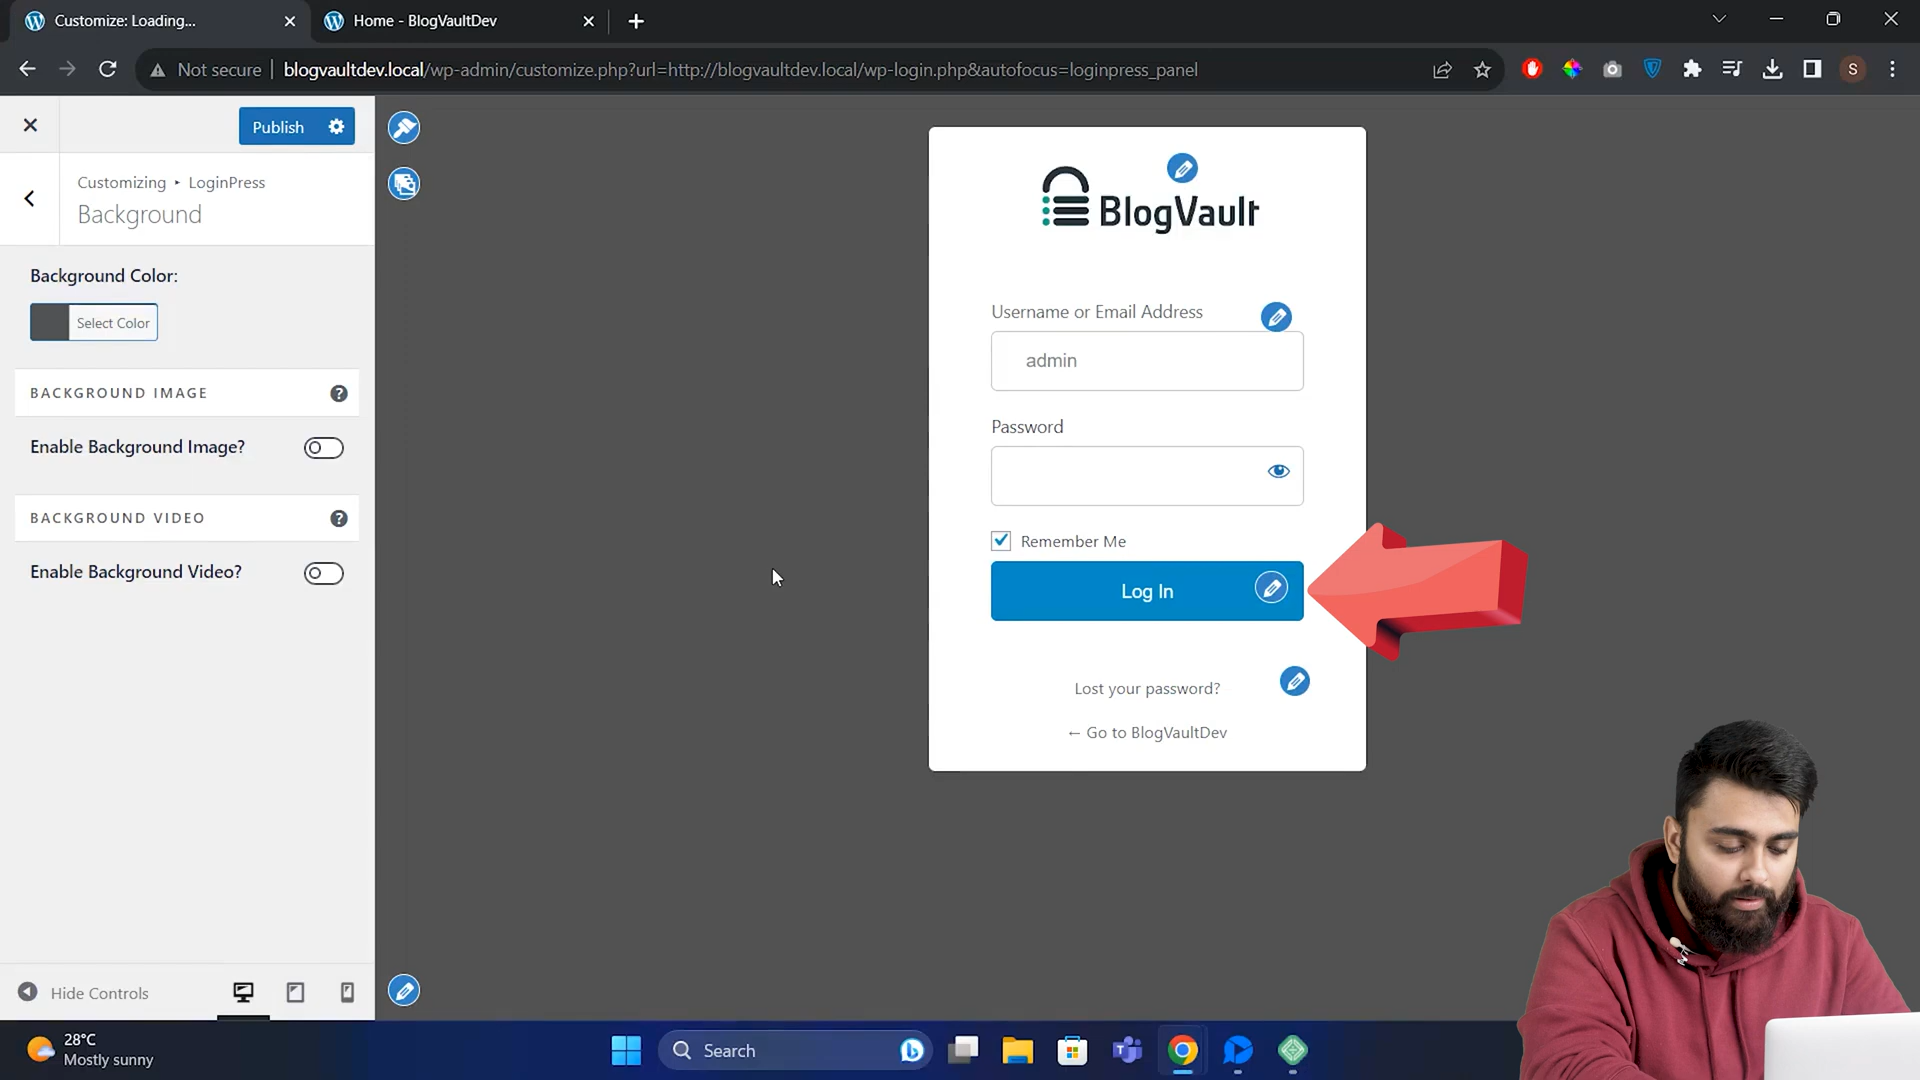 Customize: Loading...
Home - BlogVaultDev
Not secure
blogvaultdev.local/wp-admin/customize.php?url=http://blogvaultdev.local/wp-login.php&autofocus=loginpress_panel
S
Publish
Customizing ▸ LoginPress
Background
Background Color:
Select Color
BACKGROUND IMAGE
?
Enable Background Image?
BACKGROUND VIDEO
?
Enable Background Video?
Hide Controls
BlogVault
Username or Email Address
admin
Password
Remember Me
Log In
Lost your password?
← Go to BlogVaultDev
28°C
Mostly sunny
Search